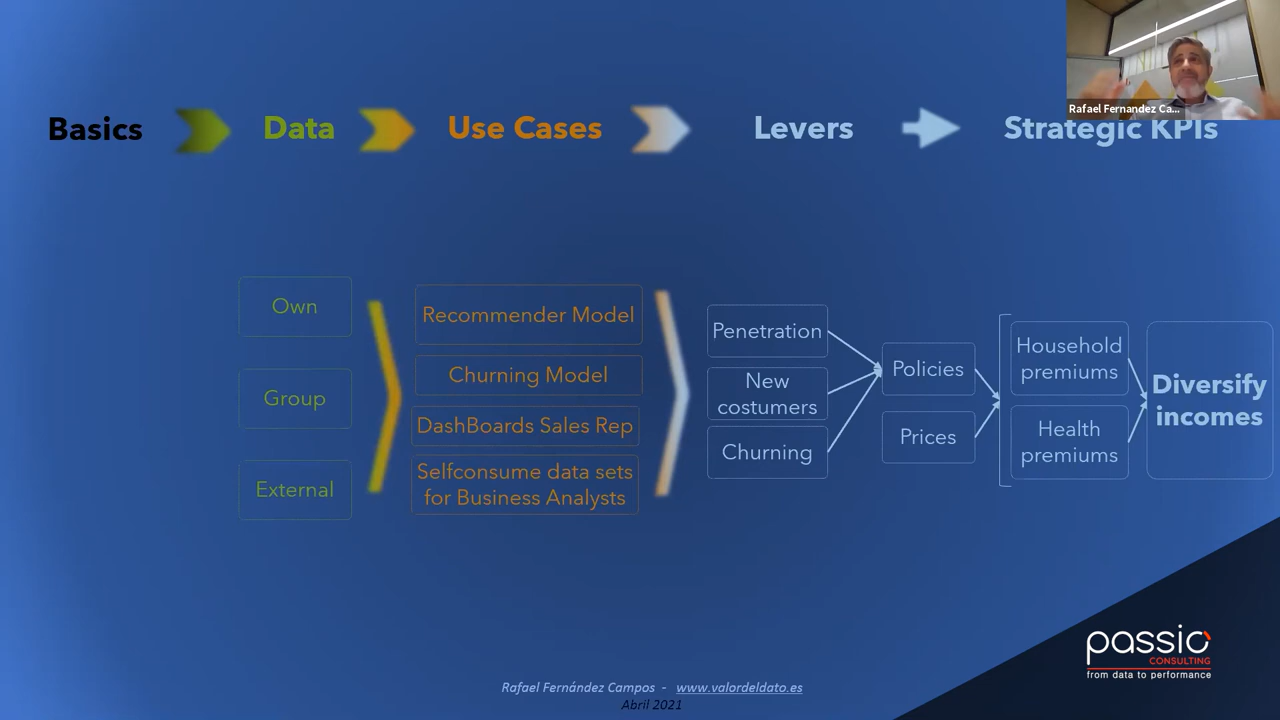 Rafael Fernandez Ca...
Basics
Data
Use Cases
Levers
Strategic KPIs
Own
Group
External
Recommender Model
Churning Model
DashBoards Sales Rep
Selfconsume data sets
for Business Analysts
Penetration
New
costumers
Churning
Policies
Prices
Household
premiums
Health
premiums
Diversify
incomes
passic
CONSULTING
from data to performance
Rafael Fernández Campos - www.valordeldato.es
Abril 2021